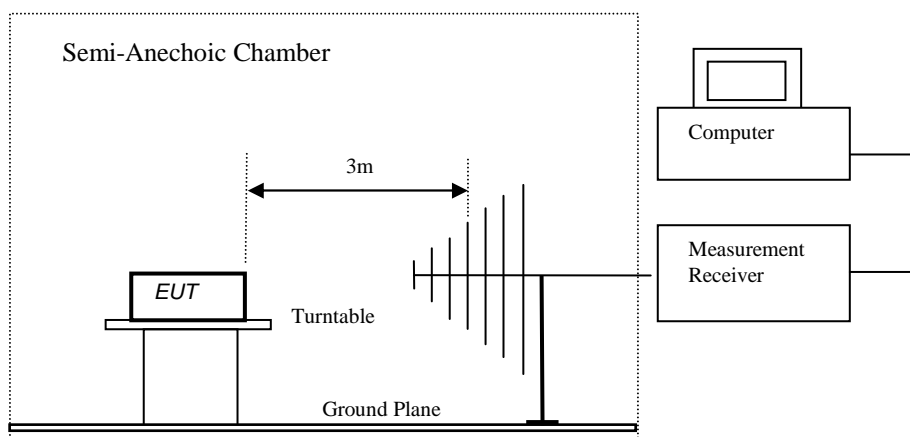 Semi-Anechoic Chamber
Computer
3m
Measurement
Receiver
EUT
Turntable
Ground Plane